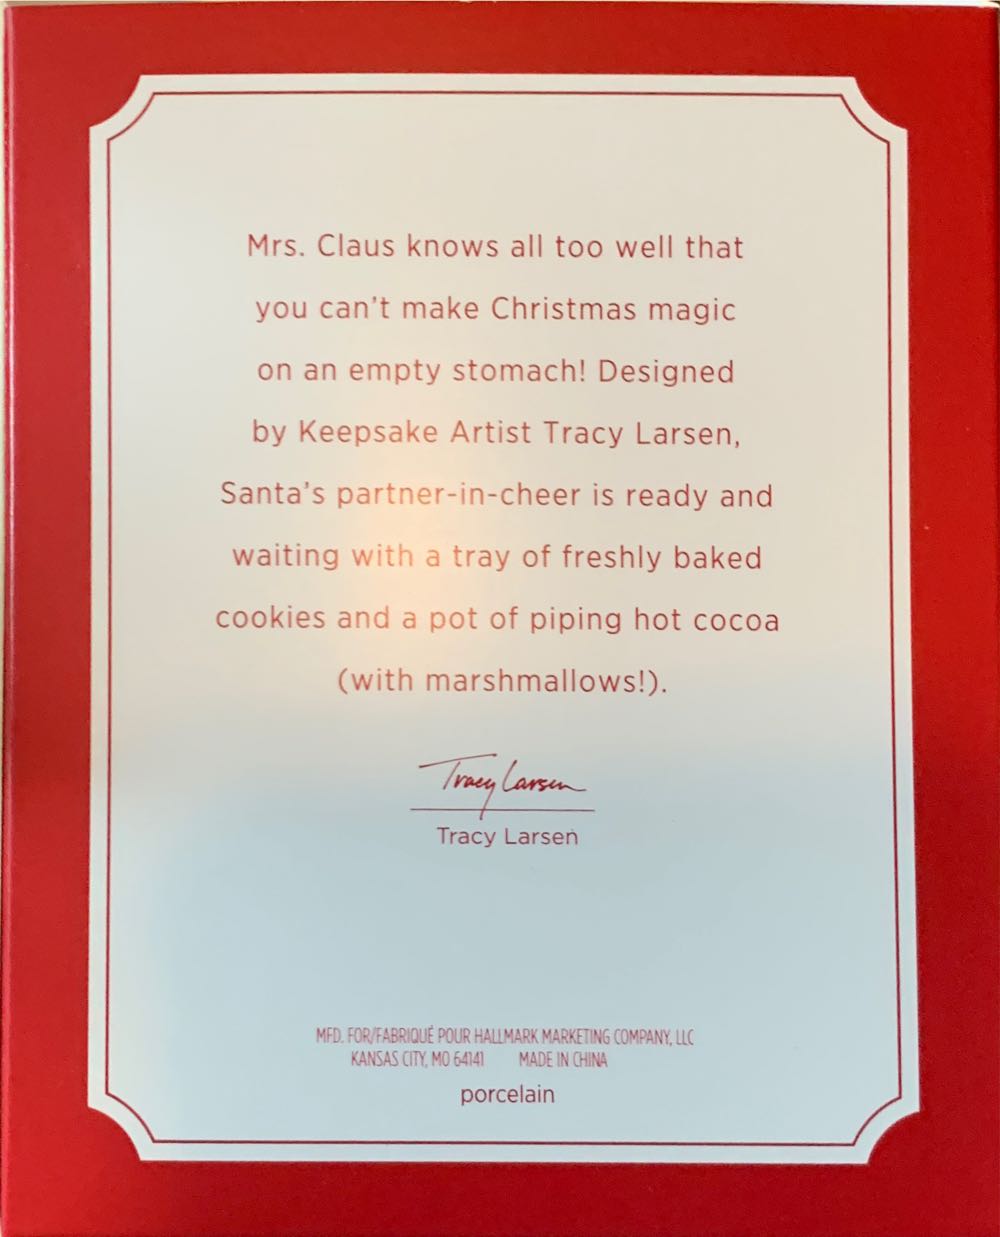 Mrs. Claus knows all too well that
you can't make Christmas magic
on an empty stomach! Designed
by Keepsake Artist Tracy Larsen,
Santa's partner-in-cheer is ready and
waiting with a tray of freshly baked
cookies and a pot of piping hot cocoa
(with marshmallows!).
Tracy Larsen
Tracy Larsen
MFD. FOR/FABRIQUÉ POUR HALLMARK MARKETING COMPANY, LLC
KANSAS CITY, MO 64141 MADE IN CHINA
porcelain